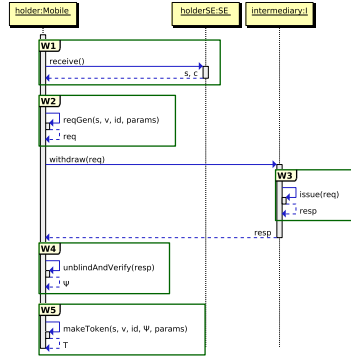 holder:Mobile
holderSE:SE
intermediary:I
W1
receive()
s, c
W2
reqGen(s, v, id, params)
req
withdraw(req)
W3
issue(req)
resp
resp
W4
unblindAndVerify(resp)
Ψ
W5
makeToken(s, v, id, Ψ, params)
T